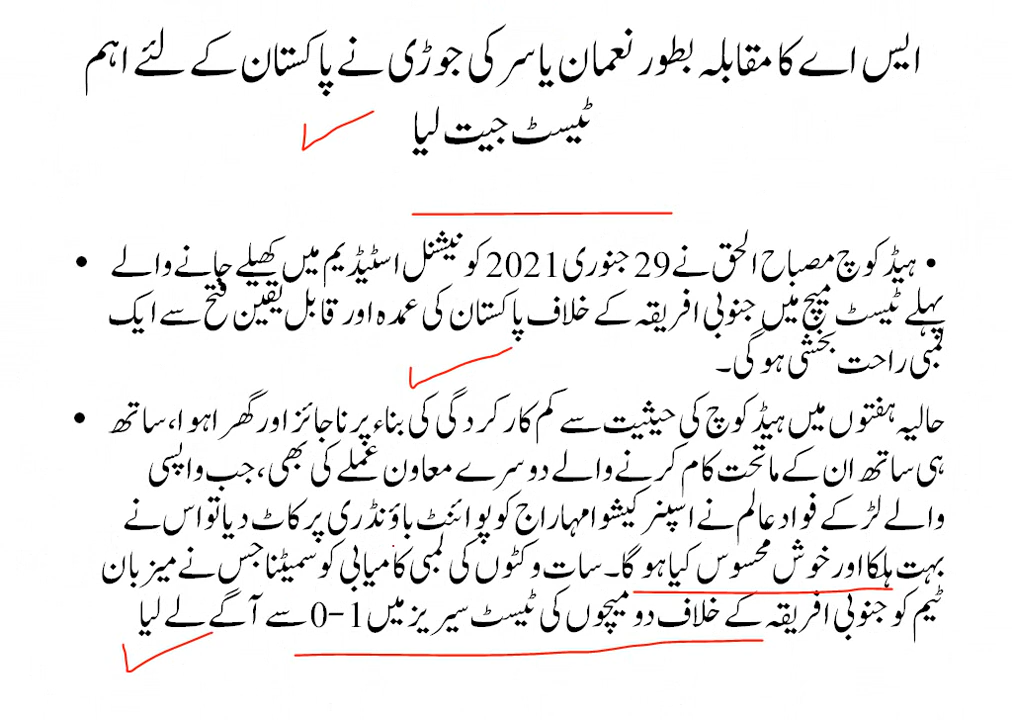 ایس اے کا مقابلہ بطور نعمان یاسر کی جوڑی نے پاکستان کے لئے اہم
ٹیسٹ جیت لیا
• • ہیڈ کوچ مصباح الحق نے 29 جنوری 2021 کو نیشنل اسٹیڈیم میں کھیلے جانے والے
پہلے ٹیسٹ میچ میں جنوبی افریقہ کے خلاف پاکستان کی عمدہ اور قابل یقین فتح سے ایک
لمبی راحت بخشی ہوگی۔
• حالیہ ہفتوں میں ہیڈ کوچ کی حیثیت سے کم کارکردگی کی بناء پر ناجائز اور گھرا ہوا، ساتھ
ہی ساتھ ان کے ماتحت کام کرنے والے دوسرے معاون عملے کی بھی، جب واپسی
والے لڑکے فواد عالم نے اسپنر کیشوا مہاراج کو پوائنٹ باؤنڈری پر کاٹ دیا تو اس نے
بہت ہلکا اور خوش محسوس کیا ہو گا۔ سات وکٹوں کی لمبی کامیابی کو سمیٹنا جس نے میزبان
ٹیم کو جنوبی افریقہ کے خلاف دو میچوں کی ٹیسٹ سیریز میں 1-0 سے آگے لے لیا